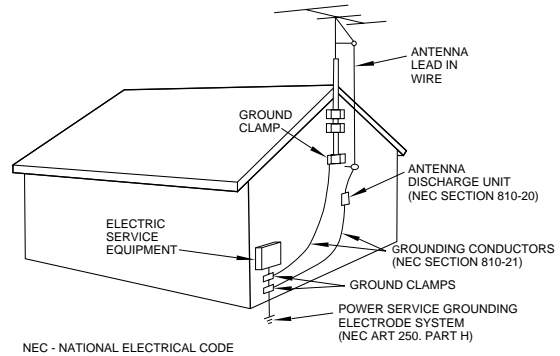 ANTENNA
LEAD IN
WIRE
GROUND
CLAMP
ANTENNA
DISCHARGE UNIT
(NEC SECTION 810-20)
ELECTRIC
SERVICE
EQUIPMENT
GROUNDING CONDUCTORS
(NEC SECTION 810-21)
GROUND CLAMPS
POWER SERVICE GROUNDING
ELECTRODE SYSTEM
(NEC ART 250. PART H)
NEC - NATIONAL ELECTRICAL CODE